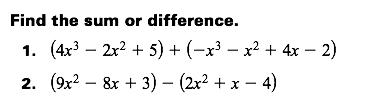 Find the sum or difference.
1. (4x³ − 2x² + 5) + (−x³ − x² + 4x − 2)
2. (9x² − 8x + 3) − (2x² + x − 4)